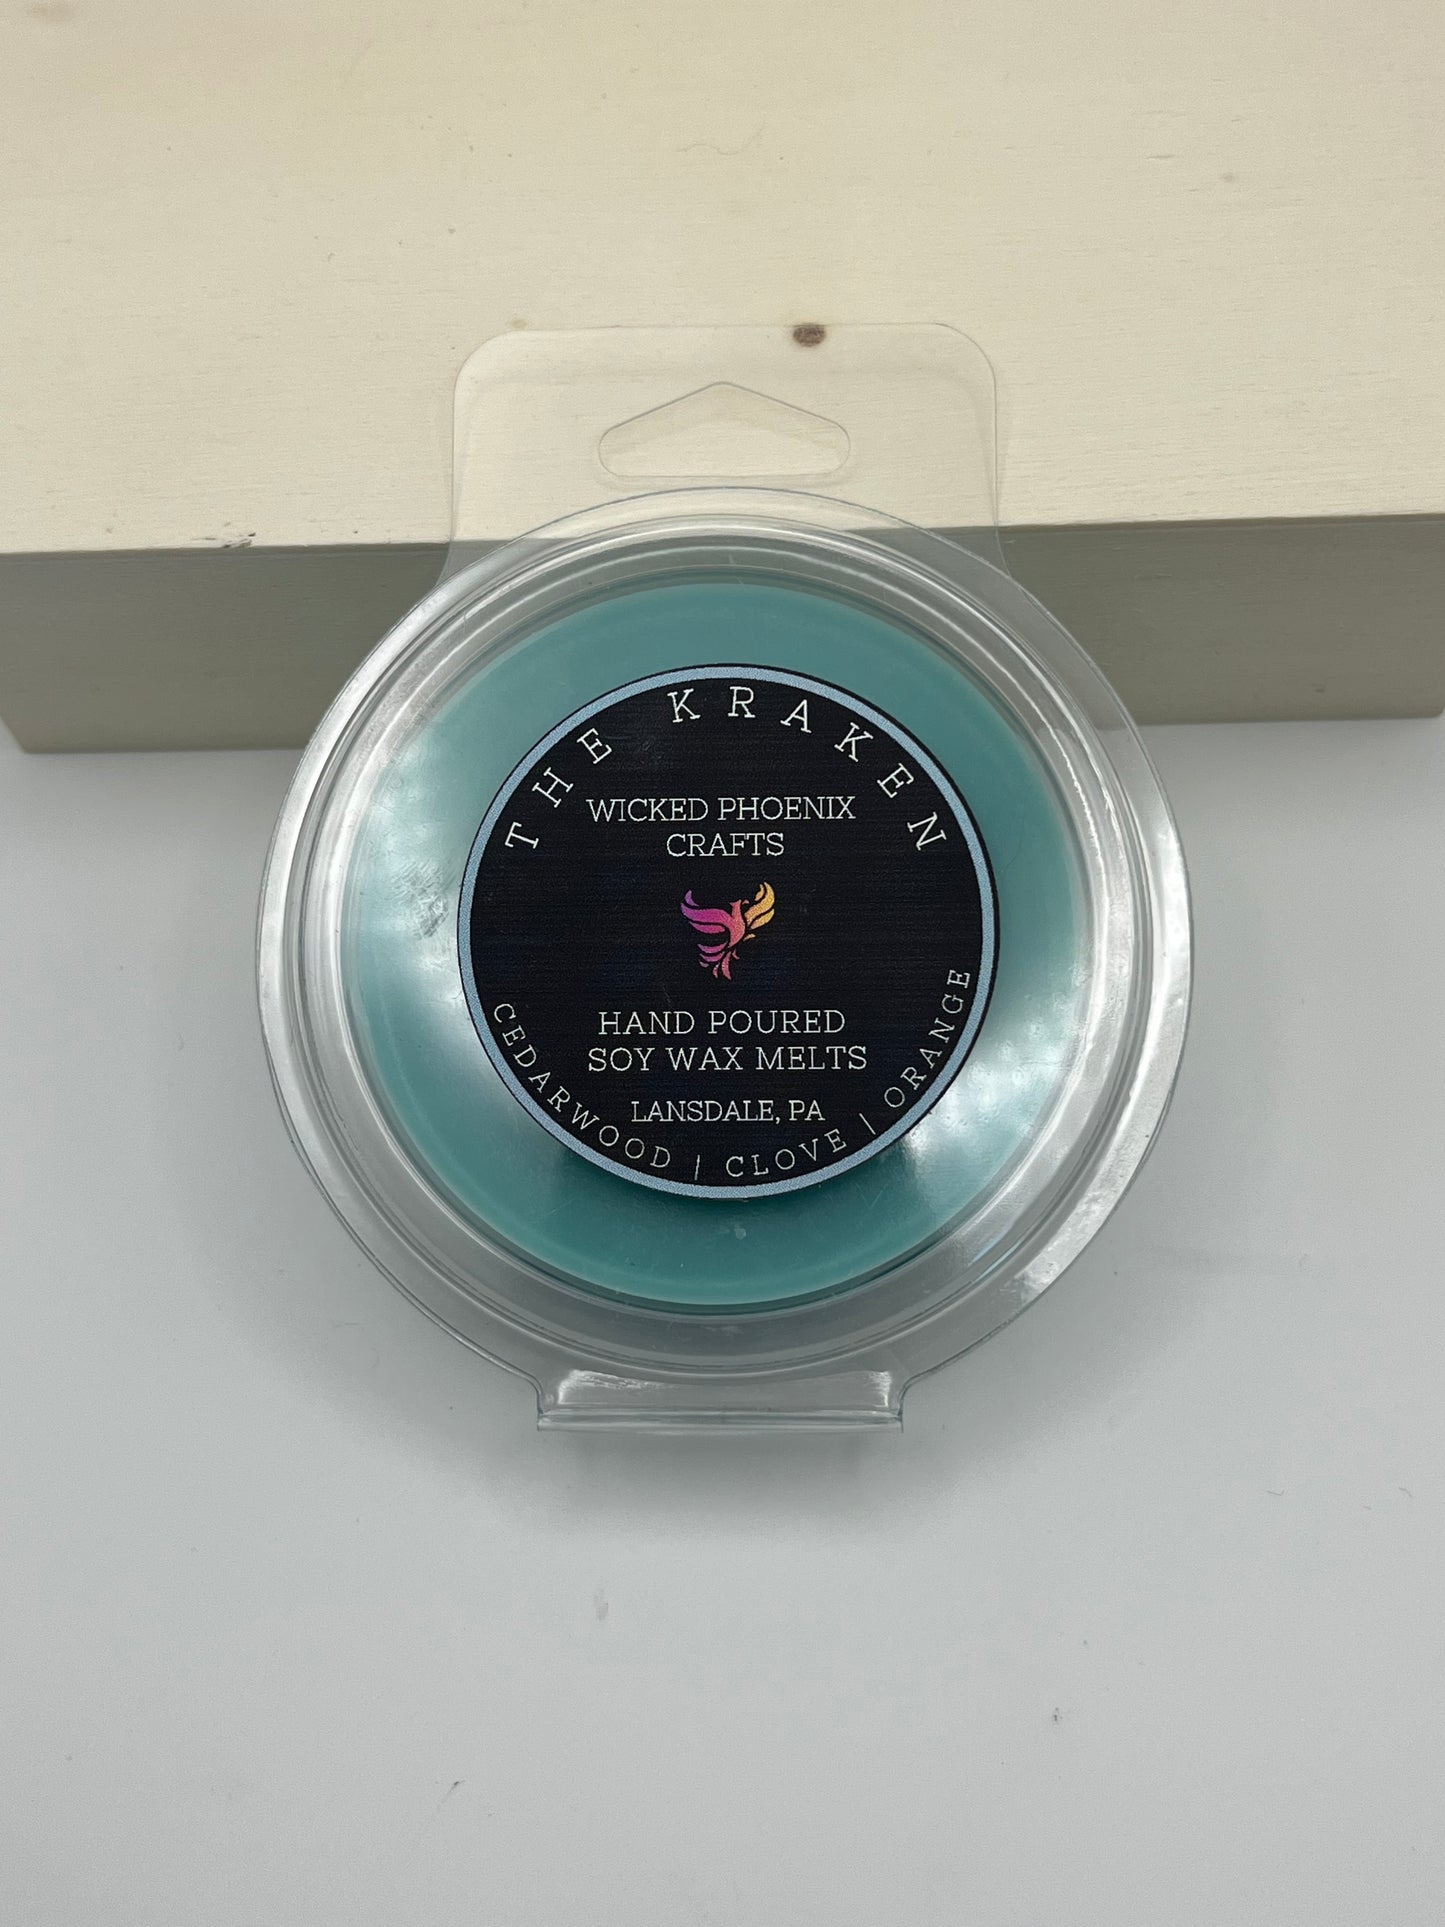 THE KRAKEN
WICKED PHOENIX
CRAFTS
HAND POURED
SOY WAX MELTS
LANSDALE, PA
CEDARWOOD | CLOVE | ORANGE